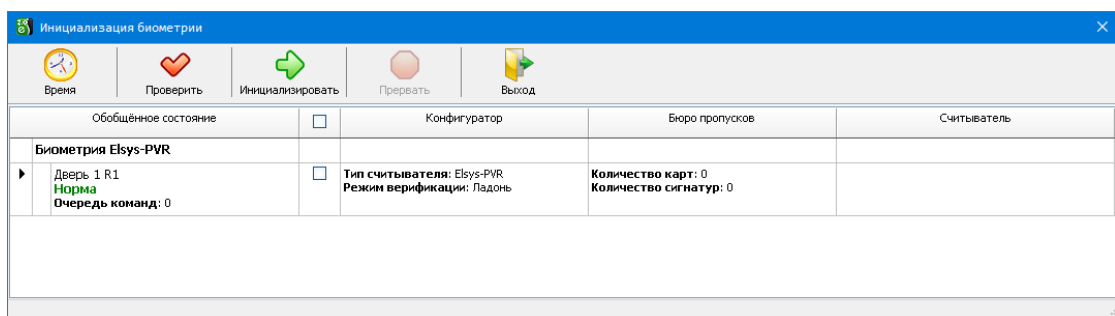 Инициализация биометрии
Время Проверить Инициализировать Прервать Выход
Обобщённое состояние Конфигуратор Бюро пропусков Считыватель
Биометрия Elsys-PVR
Дверь 1 R1 Тип считывателя: Elsys-PVR Количество карт: 0
Норма Режим верификации: Ладонь Количество сигнатур: 0
Очередь команд: 0